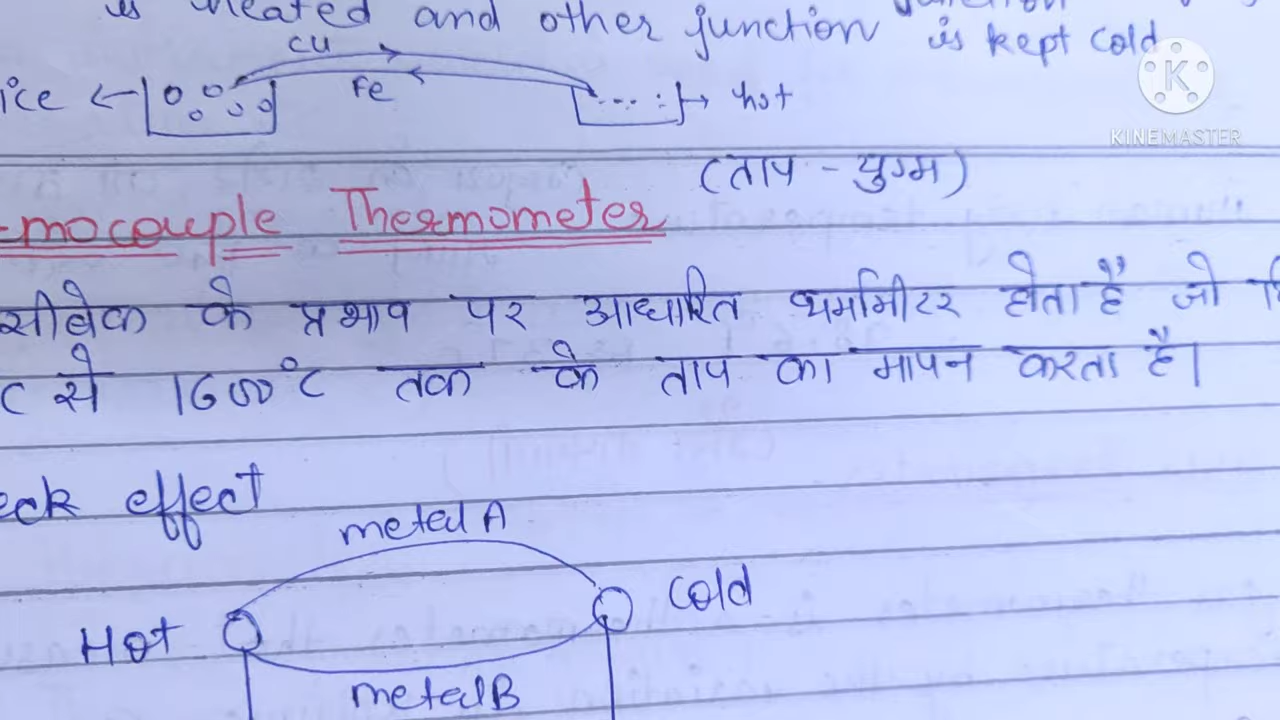 is heated and other junction is kept cold
Cu
ice Fe hot
K
KINEMASTER
(ताप - युग्म)
-mocouple Thermometer
सीबेक के प्रभाव पर आधारित थर्मामीटर होता है जो
C से 1600°C तक के ताप का मापन करता है।
eck effect
metal A
Cold
Hot
metal B